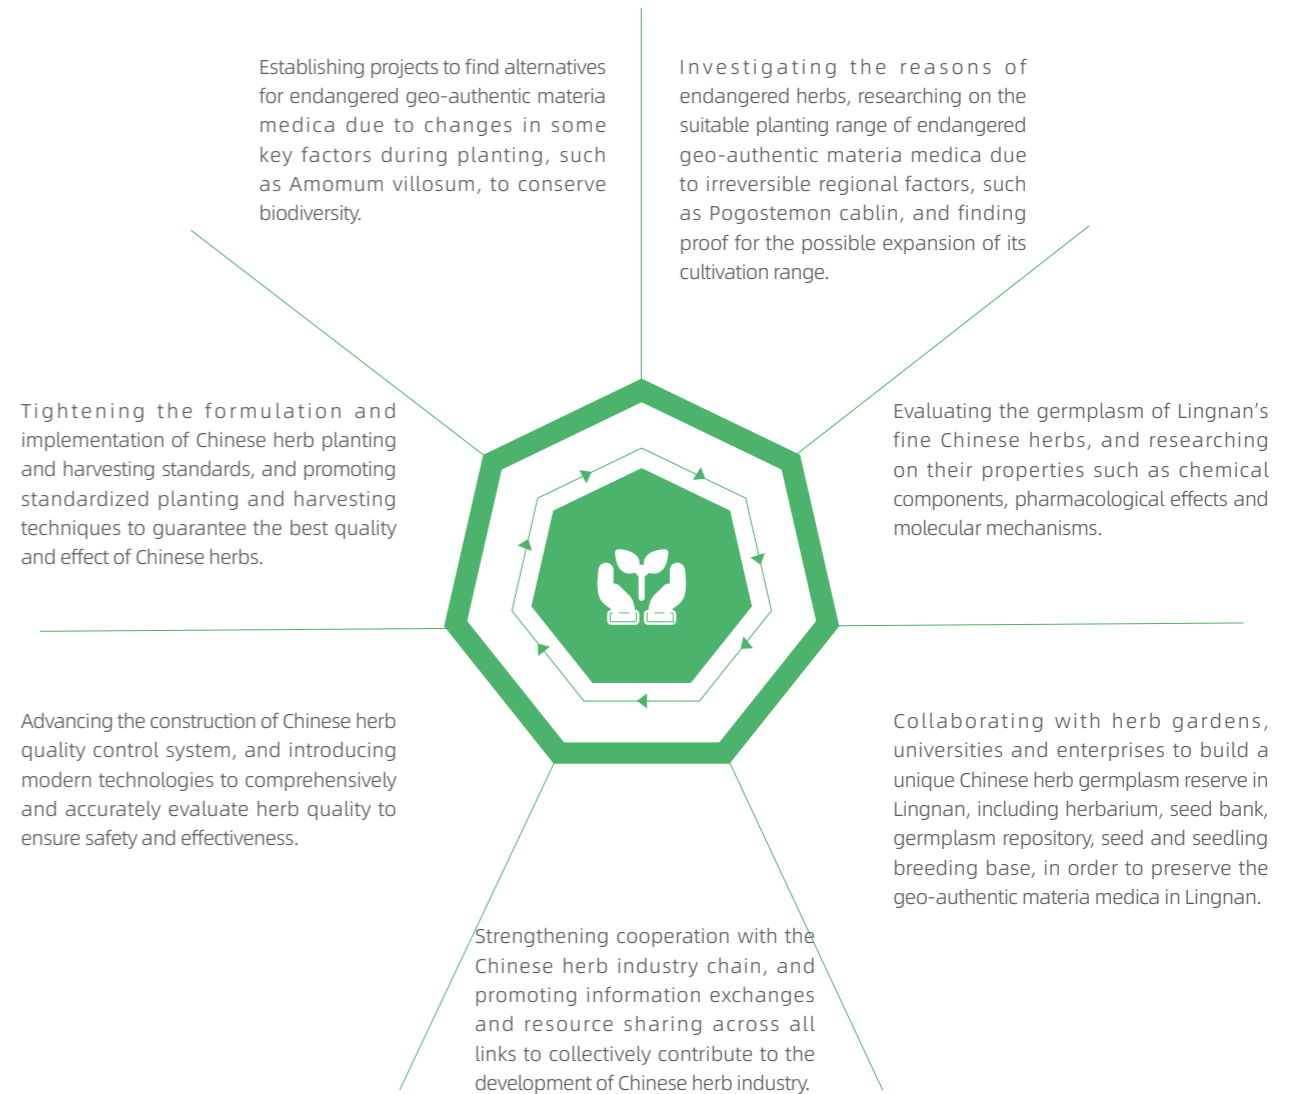 Establishing projects to find alternatives
for endangered geo-authentic materia
medica due to changes in some
key factors during planting, such
as Amomum villosum, to conserve
biodiversity.
Investigating the reasons of
endangered herbs, researching on the
suitable planting range of endangered
geo-authentic materia medica due
to irreversible regional factors, such
as Pogostemon cablin, and finding
proof for the possible expansion of its
cultivation range.
Tightening the formulation and
implementation of Chinese herb planting
and harvesting standards, and promoting
standardized planting and harvesting
techniques to guarantee the best quality
and effect of Chinese herbs.
Evaluating the germplasm of Lingnan’s
fine Chinese herbs, and researching
on their properties such as chemical
components, pharmacological effects and
molecular mechanisms.
Advancing the construction of Chinese herb
quality control system, and introducing
modern technologies to comprehensively
and accurately evaluate herb quality to
ensure safety and effectiveness.
Collaborating with herb gardens,
universities and enterprises to build a
unique Chinese herb germplasm reserve in
Lingnan, including herbarium, seed bank,
germplasm repository, seed and seedling
breeding base, in order to preserve the
geo-authentic materia medica in Lingnan.
Strengthening cooperation with the
Chinese herb industry chain, and
promoting information exchanges
and resource sharing across all
links to collectively contribute to the
development of Chinese herb industry.